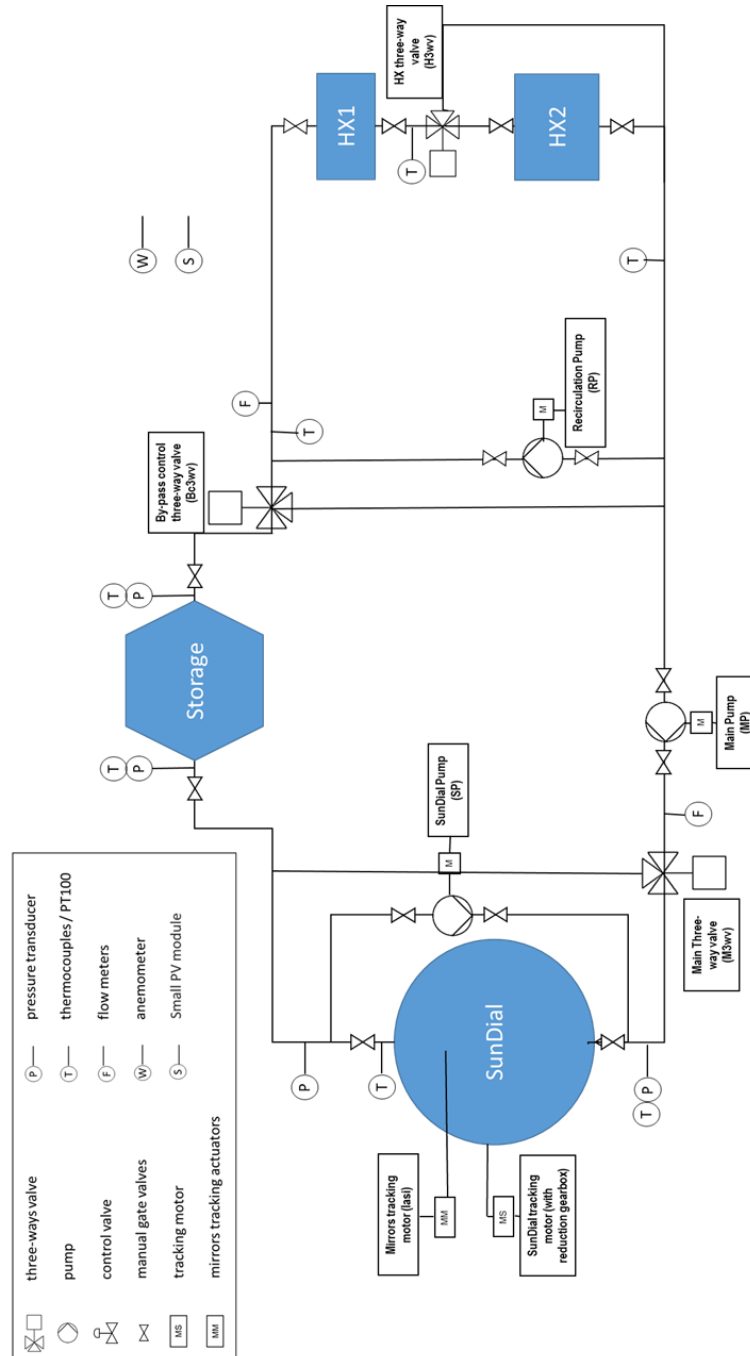 three-ways valve
pump
control valve
manual gate valves
MS
tracking motor
MM
mirrors tracking actuators
P
pressure transducer
T
thermocouples / PT100
F
flow meters
W
anemometer
S
Small PV module
Mirrors tracking
motor (Iasi)
MM
SunDial tracking
motor (with
reduction gearbox)
MS
SunDial
P
T
T
P
SunDial Pump
(SP)
M
Main Three-
way valve
(M3wv)
F
Main Pump
(MP)
M
T
P
Storage
T
P
By-pass control
three-way valve
(Bc3wv)
F
T
Recirculation Pump
(RP)
M
W
S
T
HX1
T
HX three-way
valve
(H3wv)
HX2